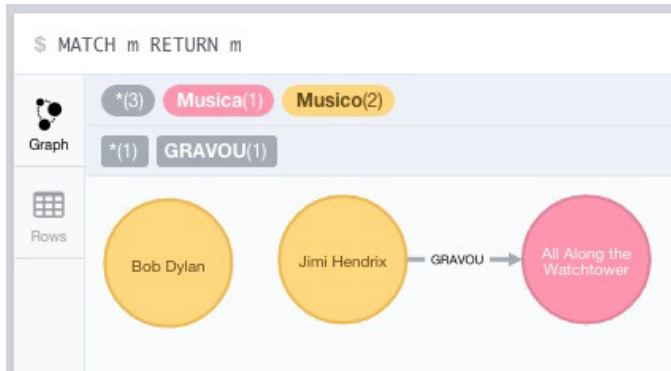 $ MATCH m RETURN m
*(3) Musica(1) Musico(2)
Graph
*(1) GRAVOU(1)
Rows
Bob Dylan
Jimi Hendrix
GRAVOU
All Along the
Watchtower